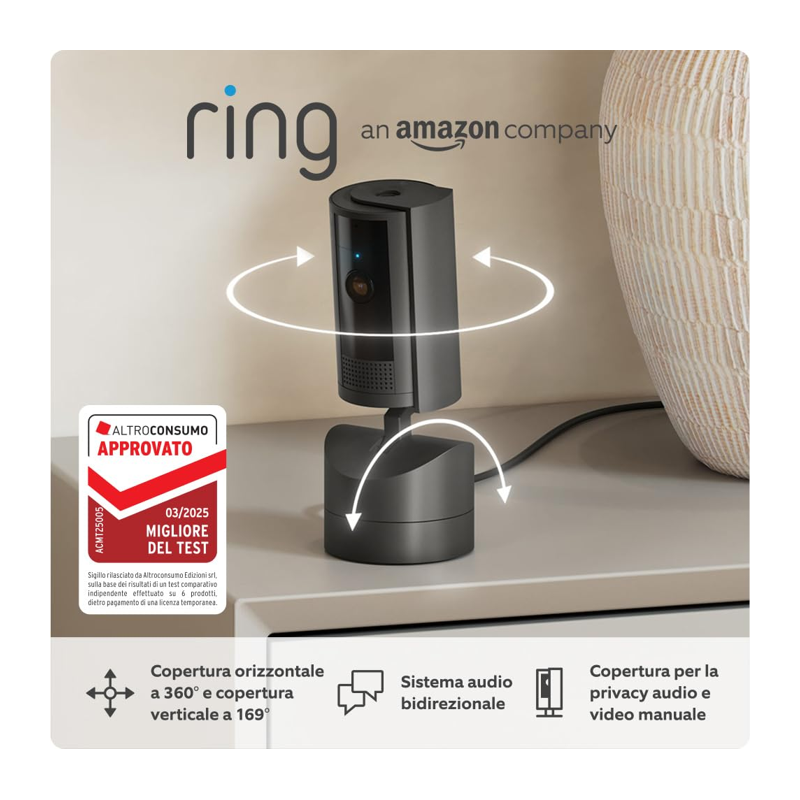 ring an amazon company
ALTROCONSUMO
APPROVATO
ACMT25005
03/2025
MIGLIORE
DEL TEST
Sigillo rilasciato da Altroconsumo Edizioni srl,
sulla base dei risultati di un test comparativo
indipendente effettuato su 6 prodotti,
dietro pagamento di una licenza temporanea.
Copertura orizzontale
a 360° e copertura
verticale a 169°
Sistema audio
bidirezionale
Copertura per la
privacy audio e
video manuale